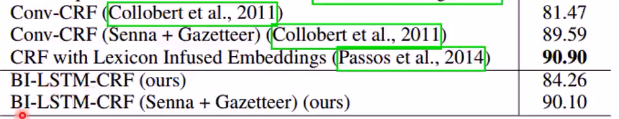 Conv-CRF (Collobert et al., 2011) 81.47
Conv-CRF (Senna + Gazetteer) (Collobert et al., 2011) 89.59
CRF with Lexicon Infused Embeddings (Passos et al., 2014) 90.90
BI-LSTM-CRF (ours) 84.26
BI-LSTM-CRF (Senna + Gazetteer) (ours) 90.10